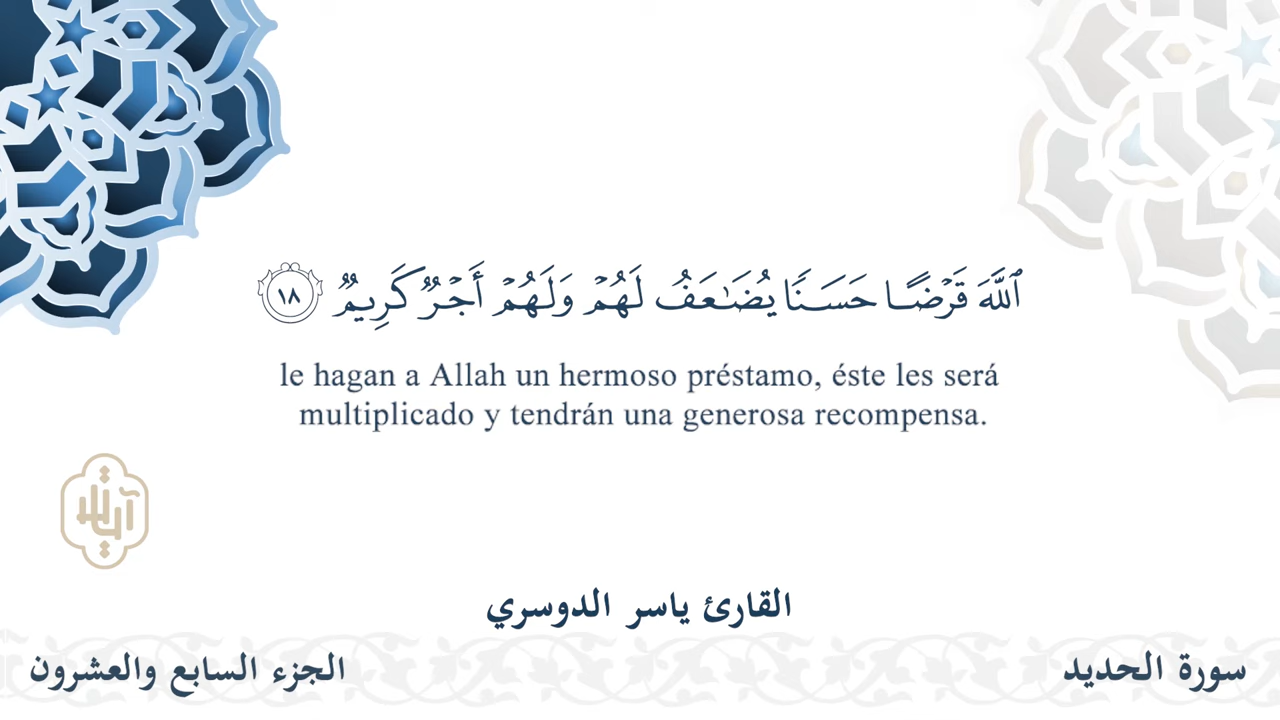 ٱللَّهَ قَرْضًا حَسَنًا يُضَـٰعَفُ لَهُمْ وَلَهُمْ أَجْرٌ كَرِيمٌ ١٨
le hagan a Allah un hermoso préstamo, éste les será
multiplicado y tendrán una generosa recompensa.
القارئ ياسر الدوسري
سورة الحديد
الجزء السابع والعشرون